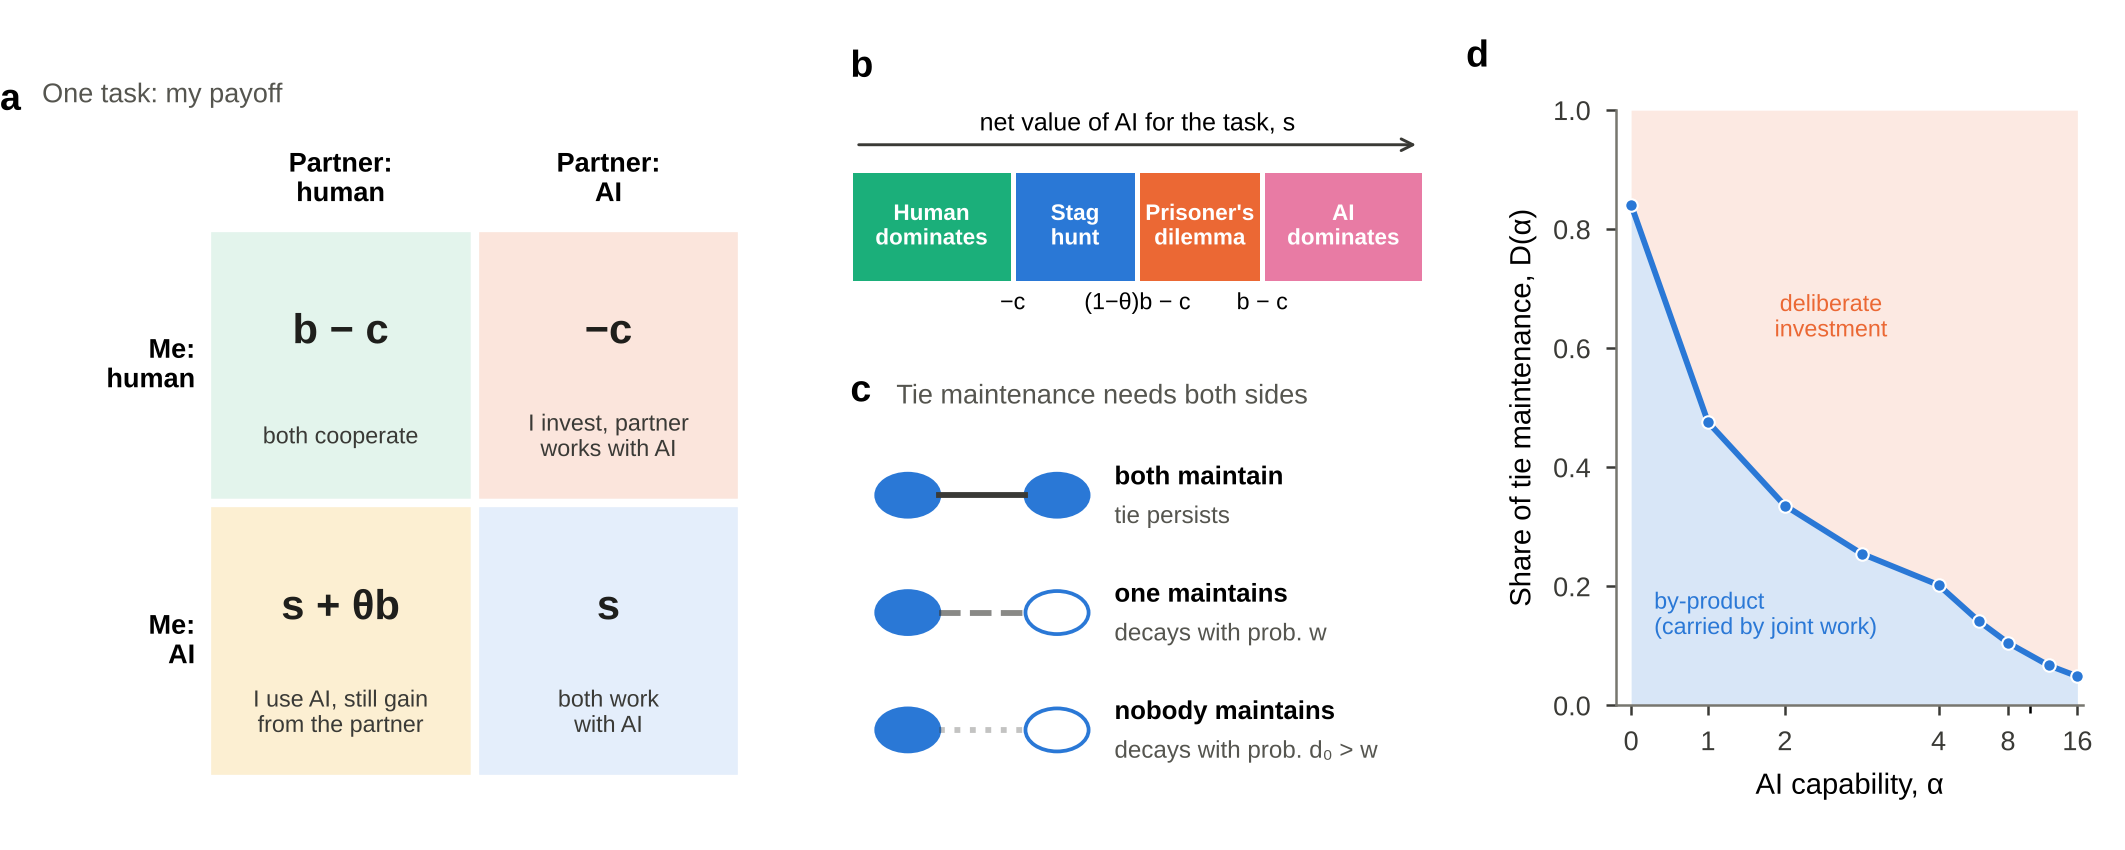 a
One task: my payoff
Partner:
human
Partner:
AI
Me:
human
b − c
both cooperate
−c
I invest, partner
works with AI
Me:
AI
s + θb
I use AI, still gain
from the partner
s
both work
with AI
b
net value of AI for the task, s
Human
dominates
Stag
hunt
Prisoner's
dilemma
AI
dominates
−c
(1−θ)b − c
b − c
c
Tie maintenance needs both sides
both maintain
tie persists
one maintains
decays with prob. w
nobody maintains
decays with prob. d₀ > w
d
Share of tie maintenance, D(α)
1.0
0.8
0.6
0.4
0.2
0.0
deliberate
investment
by-product
(carried by joint work)
0 1 2 4 8 16
AI capability, α